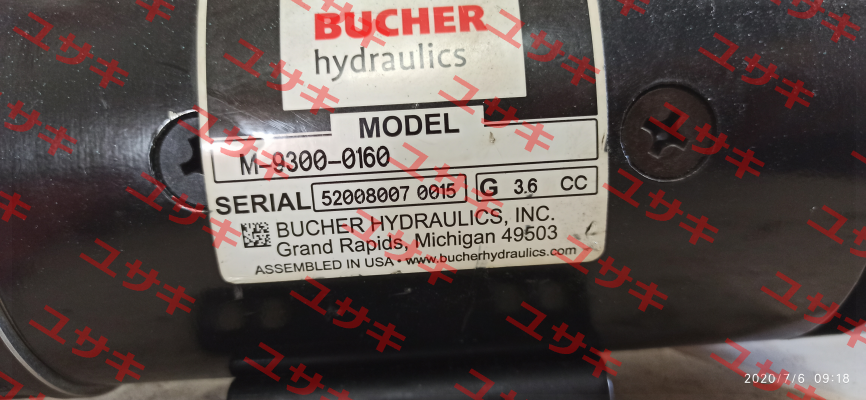 BUCHER
hydraulics
MODEL
M-9300-0160
SERIAL 52008007 0015 G 3.6 CC
BUCHER HYDRAULICS, INC.
Grand Rapids, Michigan 49503
ASSEMBLED IN USA • www.bucherhydraulics.com
2020/7/6 09:18
ユサキ